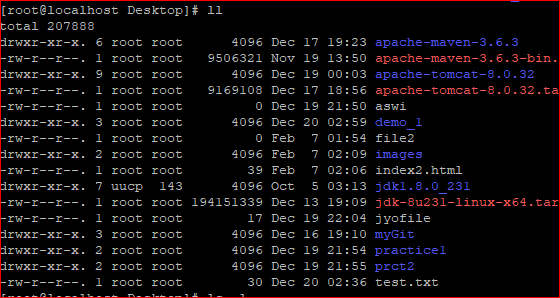 [root@localhost Desktop]# ll
total 207888
drwxr-xr-x. 6 root root 4096 Dec 17 19:23 apache-maven-3.6.3
-rw-r--r--. 1 root root 9506321 Nov 19 13:50 apache-maven-3.6.3-bin.
drwxr-xr-x. 9 root root 4096 Dec 19 00:03 apache-tomcat-8.0.32
-rw-r--r--. 1 root root 9169108 Dec 17 18:56 apache-tomcat-8.0.32.ta
-rw-r--r--. 1 root root 0 Dec 19 21:50 aswi
drwxr-xr-x. 3 root root 4096 Dec 20 02:59 demo_1
-rw-r--r--. 1 root root 0 Feb 7 01:54 file2
drwxr-xr-x. 2 root root 4096 Feb 7 02:09 images
-rw-r--r--. 1 root root 39 Feb 7 02:06 index2.html
drwxr-xr-x. 7 uucp 143 4096 Oct 5 03:13 jdk1.8.0_231
-rw-r--r--. 1 root root 194151339 Dec 13 19:09 jdk-8u231-linux-x64.tar
-rw-r--r--. 1 root root 17 Dec 19 22:04 jyofile
drwxr-xr-x. 3 root root 4096 Dec 16 19:10 myGit
drwxr-xr-x. 2 root root 4096 Dec 19 21:54 practice1
drwxr-xr-x. 2 root root 4096 Dec 19 21:55 prct2
-rw-r--r--. 1 root root 30 Dec 20 02:36 test.txt
[root@localhost Desktop]#